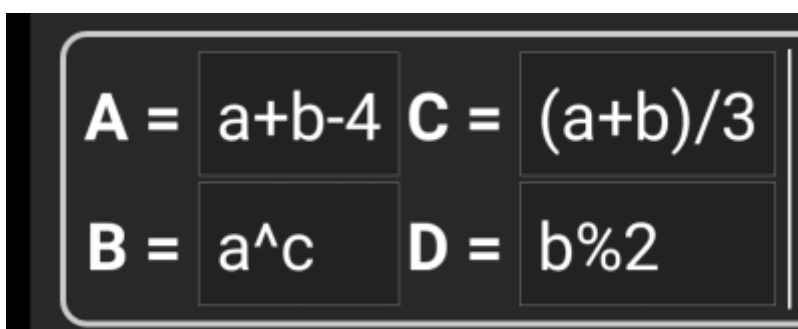 A = a+b-4 C = (a+b)/3
B = a^c D = b%2